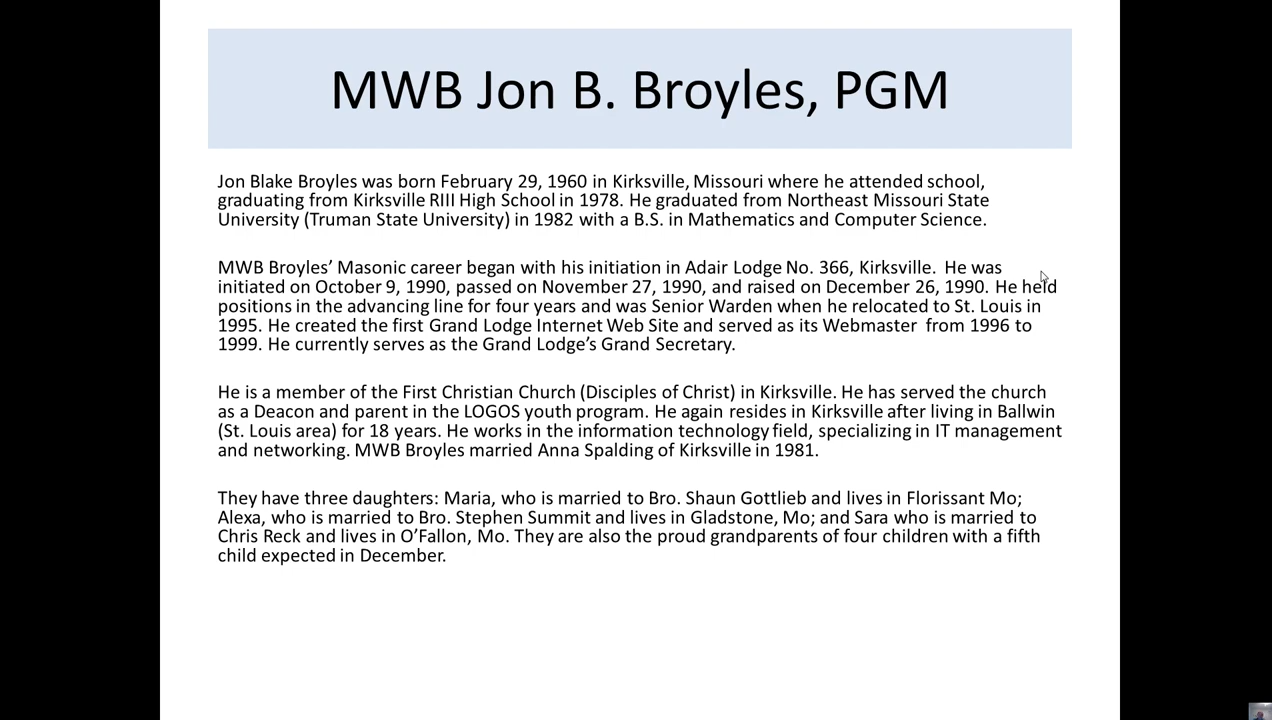 MWB Jon B. Broyles, PGM
Jon Blake Broyles was born February 29, 1960 in Kirksville, Missouri where he attended school,
graduating from Kirksville RIII High School in 1978. He graduated from Northeast Missouri State
University (Truman State University) in 1982 with a B.S. in Mathematics and Computer Science.
MWB Broyles’ Masonic career began with his initiation in Adair Lodge No. 366, Kirksville.  He was
initiated on October 9, 1990, passed on November 27, 1990, and raised on December 26, 1990. He held
positions in the advancing line for four years and was Senior Warden when he relocated to St. Louis in
1995. He created the first Grand Lodge Internet Web Site and served as its Webmaster  from 1996 to
1999. He currently serves as the Grand Lodge’s Grand Secretary.
He is a member of the First Christian Church (Disciples of Christ) in Kirksville. He has served the church
as a Deacon and parent in the LOGOS youth program. He again resides in Kirksville after living in Ballwin
(St. Louis area) for 18 years. He works in the information technology field, specializing in IT management
and networking. MWB Broyles married Anna Spalding of Kirksville in 1981.
They have three daughters: Maria, who is married to Bro. Shaun Gottlieb and lives in Florissant Mo;
Alexa, who is married to Bro. Stephen Summit and lives in Gladstone, Mo; and Sara who is married to
Chris Reck and lives in O’Fallon, Mo. They are also the proud grandparents of four children with a fifth
child expected in December.